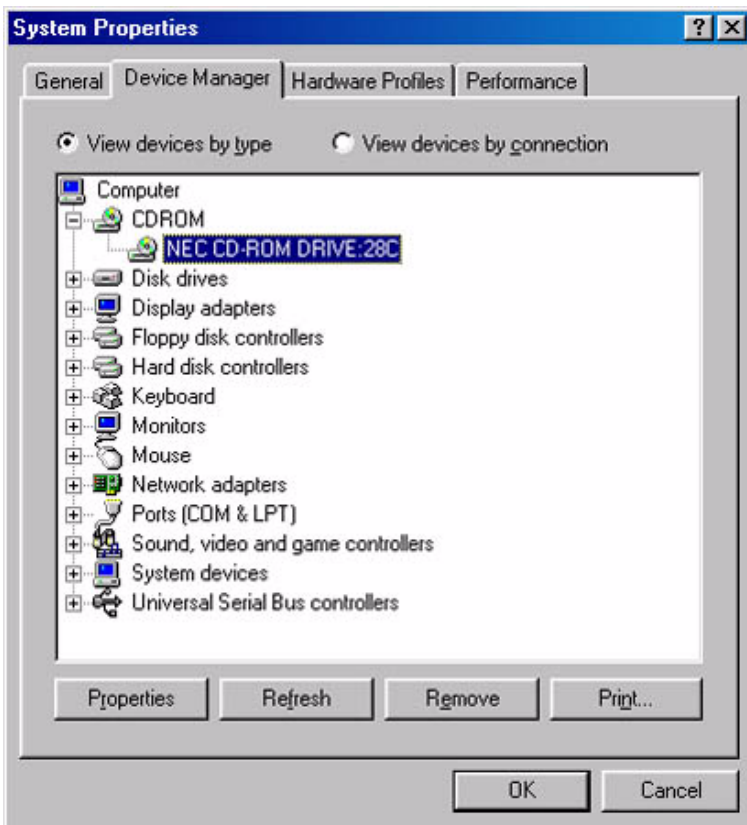 System Properties ? ×
General Device Manager Hardware Profiles Performance
View devices by type View devices by connection
Computer
CDROM
NEC CD-ROM DRIVE:28C
Disk drives
Display adapters
Floppy disk controllers
Hard disk controllers
Keyboard
Monitors
Mouse
Network adapters
Ports (COM & LPT)
Sound, video and game controllers
System devices
Universal Serial Bus controllers
Properties Refresh Remove Print...
OK Cancel